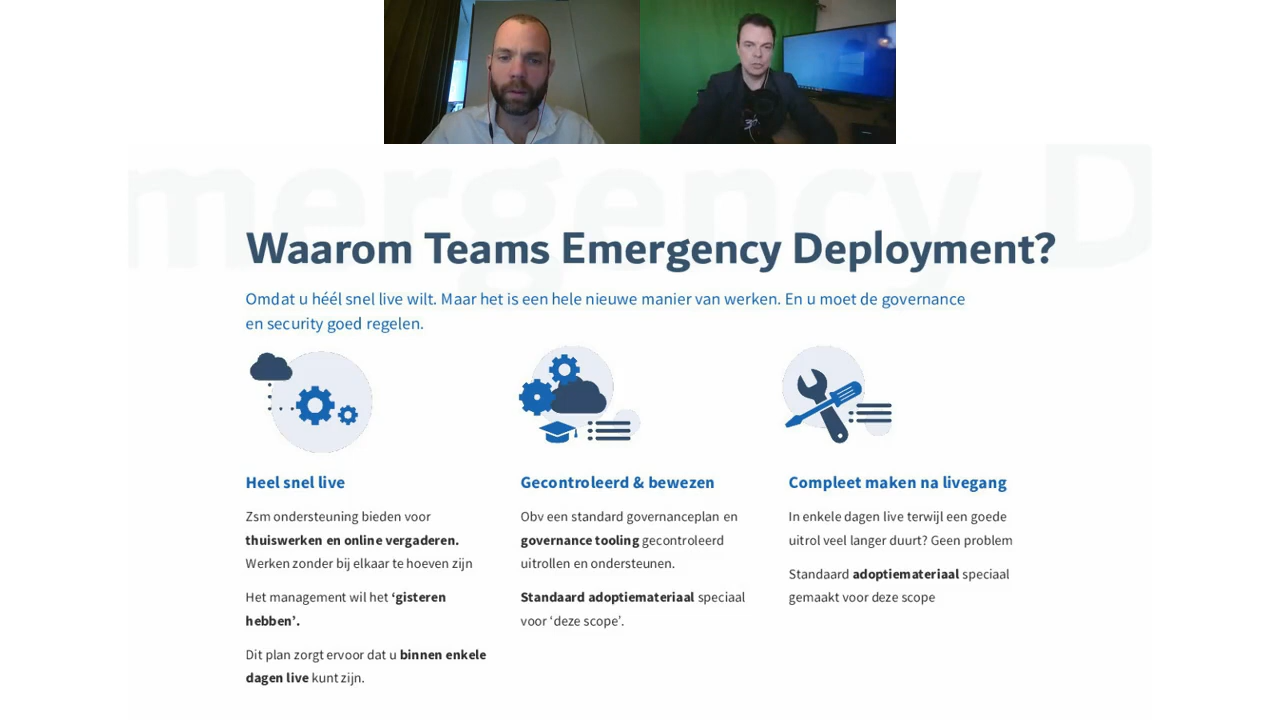 mergency D
Waarom Teams Emergency Deployment?
Omdat u héél snel live wilt. Maar het is een hele nieuwe manier van werken. En u moet de governance
en security goed regelen.
Heel snel live
Zsm ondersteuning bieden voor
thuiswerken en online vergaderen.
Werken zonder bij elkaar te hoeven zijn
Het management wil het ‘gisteren
hebben’.
Dit plan zorgt ervoor dat u binnen enkele
dagen live kunt zijn.
Gecontroleerd & bewezen
Obv een standard governanceplan en
governance tooling gecontroleerd
uitrollen en ondersteunen.
Standaard adoptiemateriaal speciaal
voor ‘deze scope’.
Compleet maken na livegang
In enkele dagen live terwijl een goede
uitrol veel langer duurt? Geen problem
Standaard adoptiemateriaal speciaal
gemaakt voor deze scope